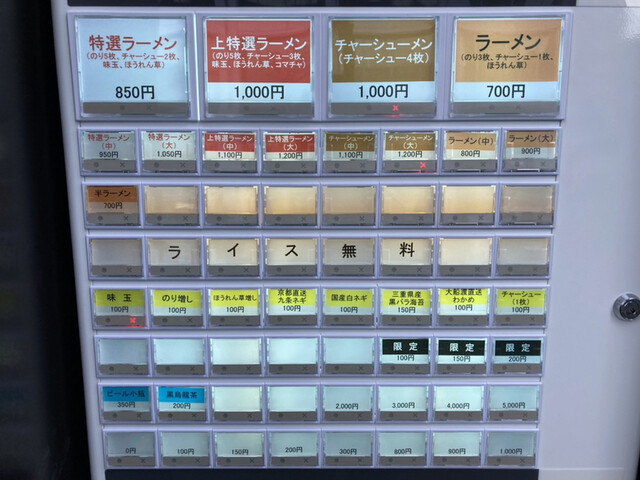 特選ラーメン
(のり5枚、チャーシュー2枚、
味玉、ほうれん草)
850円
上特選ラーメン
(のり5枚、チャーシュー3枚、
味玉、ほうれん草、コマチャ)
1,000円
チャーシューメン
(チャーシュー4枚)
1,000円
ラーメン
(のり3枚、チャーシュー1枚、
ほうれん草)
700円
特選ラーメン
(中)
950円
特選ラーメン
(大)
1,050円
上特選ラーメン
(中)
1,100円
上特選ラーメン
(大)
1,200円
チャーシューメン
(中)
1,100円
チャーシューメン
(大)
1,200円
ラーメン(中)
800円
ラーメン(大)
900円
半ラーメン
700円
ライス無料
味玉
100円
のり増し
100円
ほうれん草増し
100円
京都直送
九条ネギ
100円
国産白ネギ
100円
三重県産
黒バラ海苔
150円
大船渡直送
わかめ
100円
チャーシュー
(1枚)
100円
限定
100円
限定
150円
限定
200円
ビール小瓶
350円
黒烏龍茶
200円
2,000円
3,000円
4,000円
5,000円
0円
100円
150円
200円
300円
800円
900円
1,000円